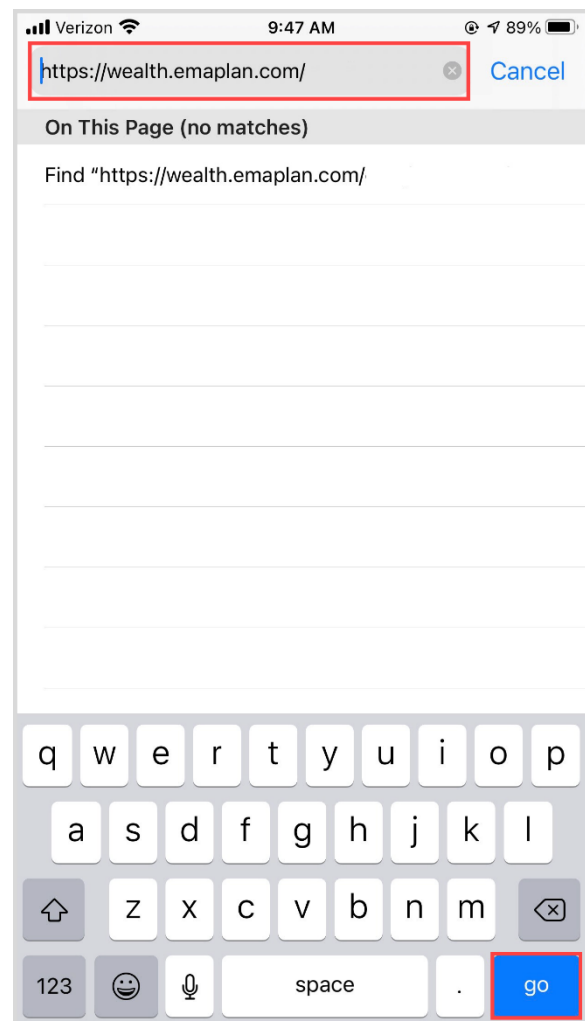 Verizon 9:47 AM 89%
https://wealth.emaplan.com/ Cancel
On This Page (no matches)
Find “https://wealth.emaplan.com/
q w e r t y u i o p
a s d f g h j k l
z x c v b n m
123 space . go